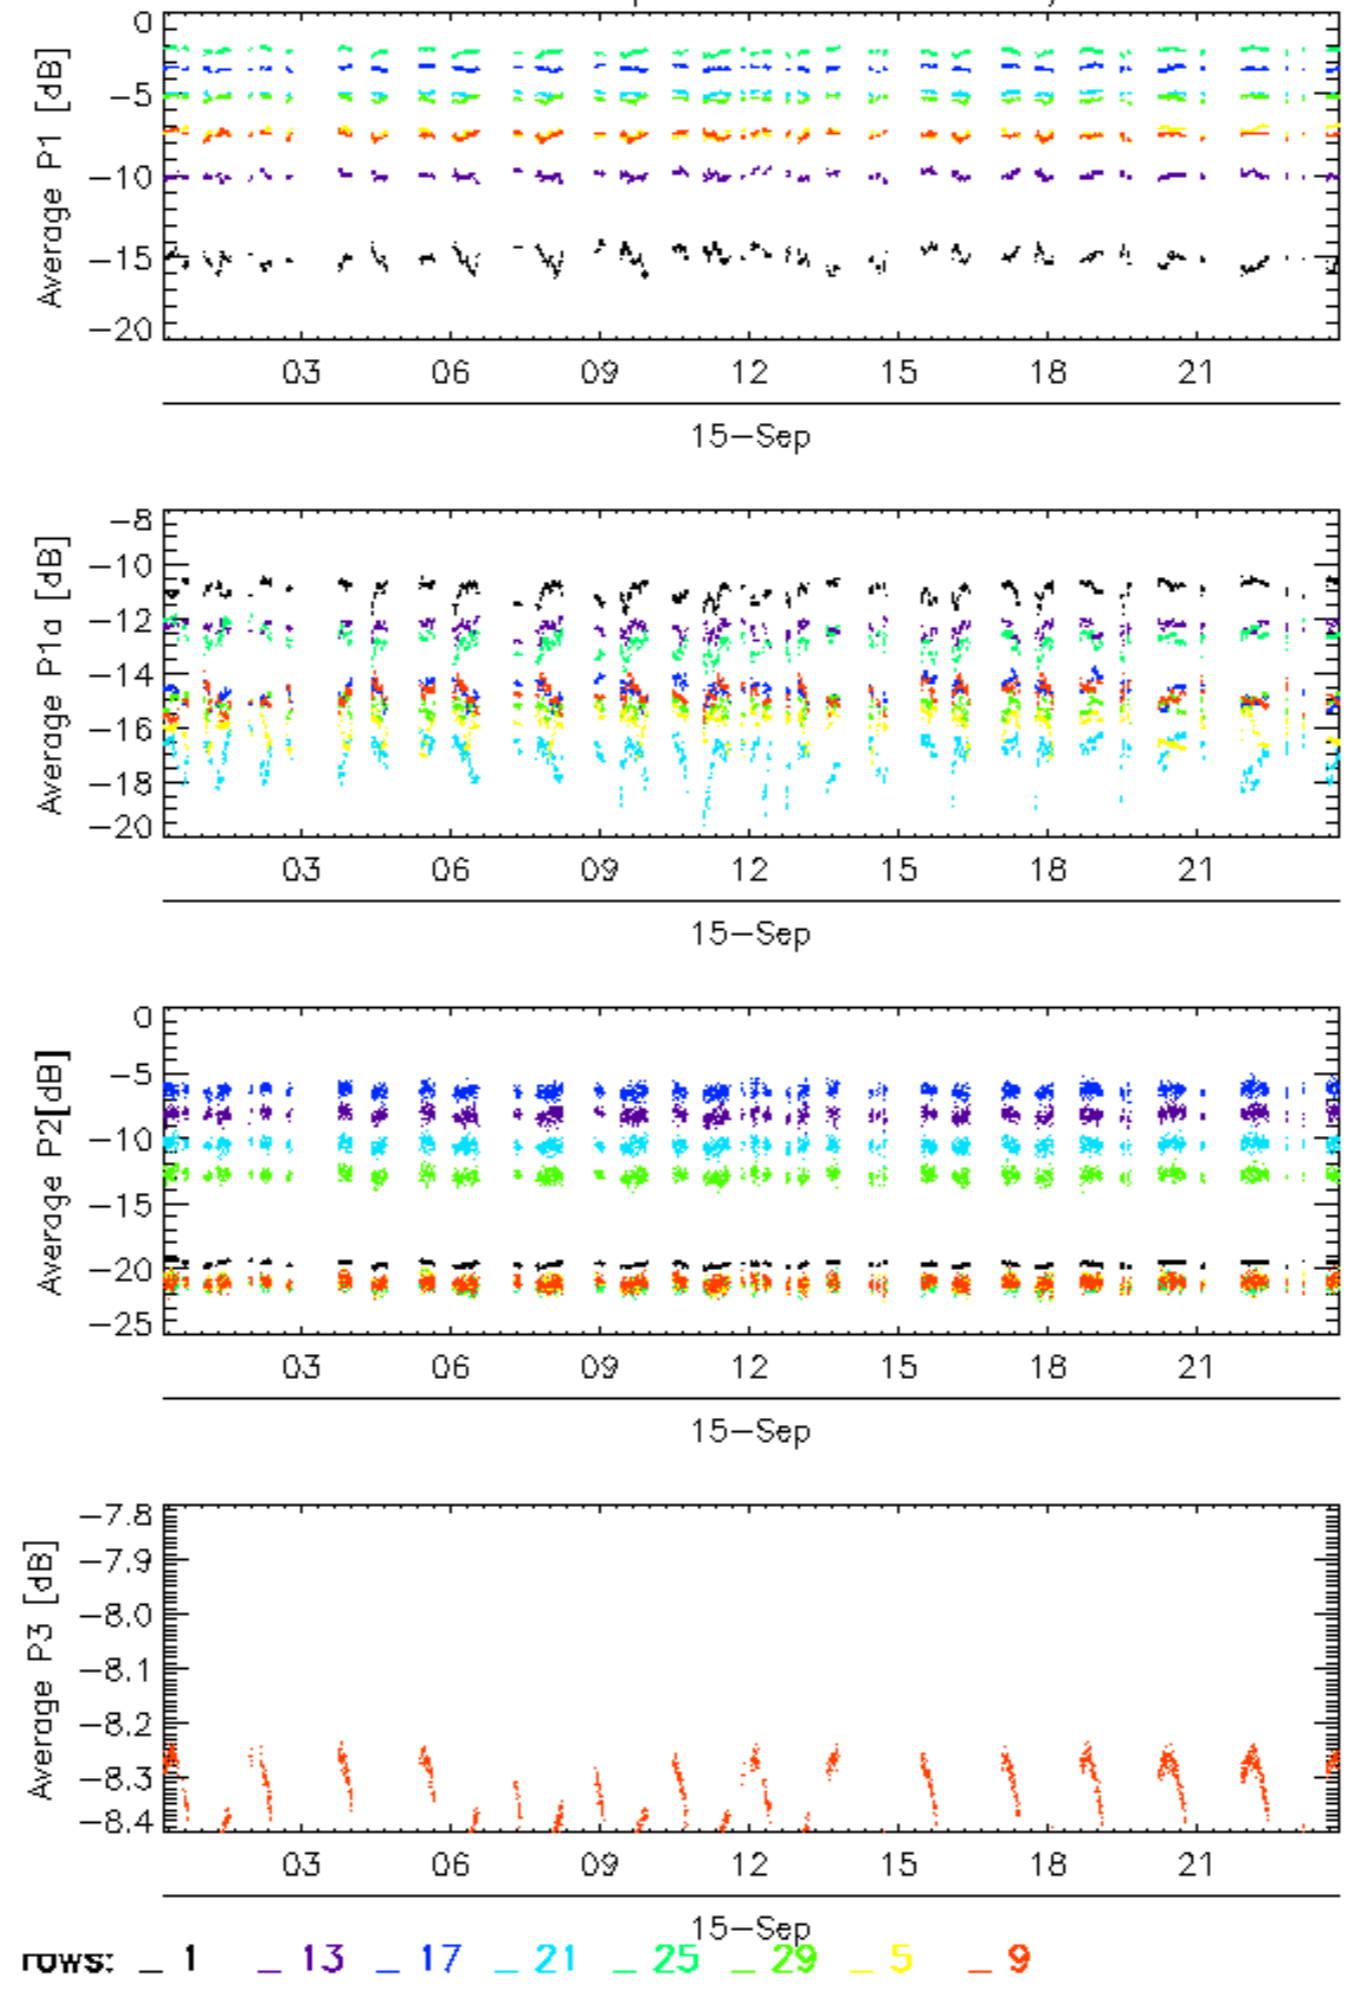 0
−5
−10
−15
−20
Average P1 [dB]
03 06 09 12 15 18 21
15−Sep
−8
−10
−12
−14
−16
−18
−20
Average P1a [dB]
03 06 09 12 15 18 21
15−Sep
0
−5
−10
−15
−20
−25
Average P2[dB]
03 06 09 12 15 18 21
15−Sep
−7.8
−7.9
−8.0
−8.1
−8.2
−8.3
−8.4
Average P3 [dB]
03 06 09 12 15 18 21
15−Sep
rows: _ 1 _ 13 _ 17 _ 21 _ 25 _ 29 _ 5 _ 9